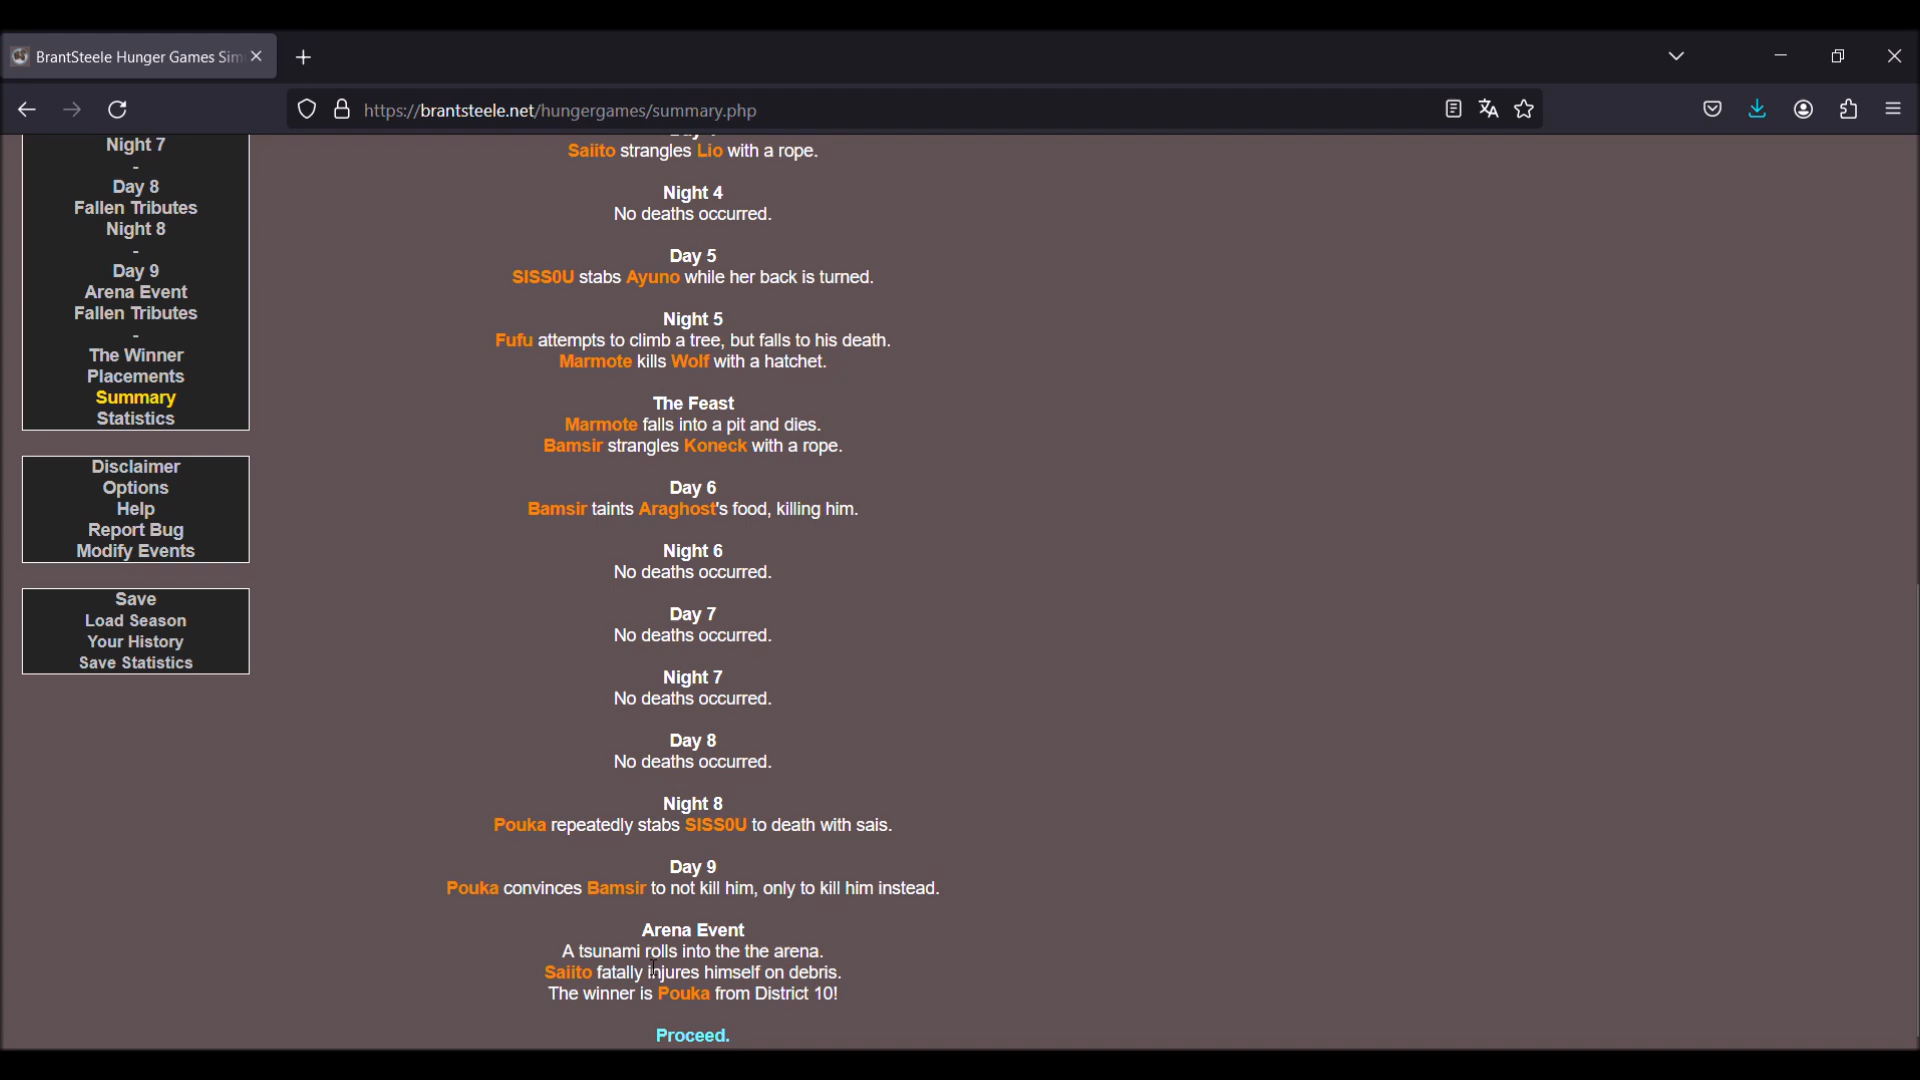 BrantSteele Hunger Games Sim
https://brantsteele.net/hungergames/summary.php
Night 7
-
Day 8
Fallen Tributes
Night 8
-
Day 9
Arena Event
Fallen Tributes
-
The Winner
Placements
Summary
Statistics
Disclaimer
Options
Help
Report Bug
Modify Events
Save
Load Season
Your History
Save Statistics
Saiito strangles Lio with a rope.
Night 4
No deaths occurred.
Day 5
SISS0U stabs Ayuno while her back is turned.
Night 5
Fufu attempts to climb a tree, but falls to his death.
Marmote kills Wolf with a hatchet.
The Feast
Marmote falls into a pit and dies.
Bamsir strangles Koneck with a rope.
Day 6
Bamsir taints Araghost's food, killing him.
Night 6
No deaths occurred.
Day 7
No deaths occurred.
Night 7
No deaths occurred.
Day 8
No deaths occurred.
Night 8
Pouka repeatedly stabs SISS0U to death with sais.
Day 9
Pouka convinces Bamsir to not kill him, only to kill him instead.
Arena Event
A tsunami rolls into the the arena.
Saiito fatally injures himself on debris.
The winner is Pouka from District 10!
Proceed.